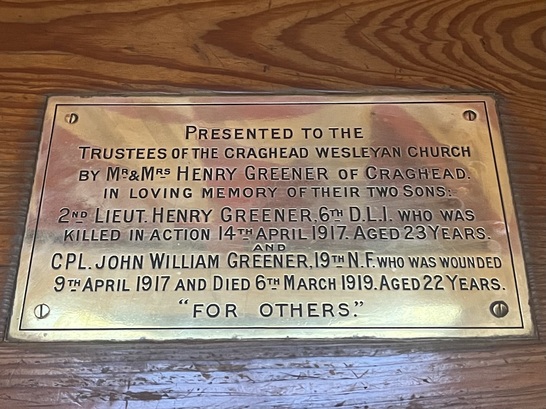 PRESENTED TO THE
TRUSTEES OF THE CRAGHEAD WESLEYAN CHURCH
BY MR & MRS HENRY GREENER OF CRAGHEAD.
IN LOVING MEMORY OF THEIR TWO SONS:
2ND LIEUT. HENRY GREENER, 6TH D.L.I. WHO WAS
KILLED IN ACTION 14TH APRIL 1917. AGED 23 YEARS.
AND
CPL. JOHN WILLIAM GREENER, 19TH N.F. WHO WAS WOUNDED
9TH APRIL 1917 AND DIED 6TH MARCH 1919. AGED 22 YEARS.
"FOR OTHERS."